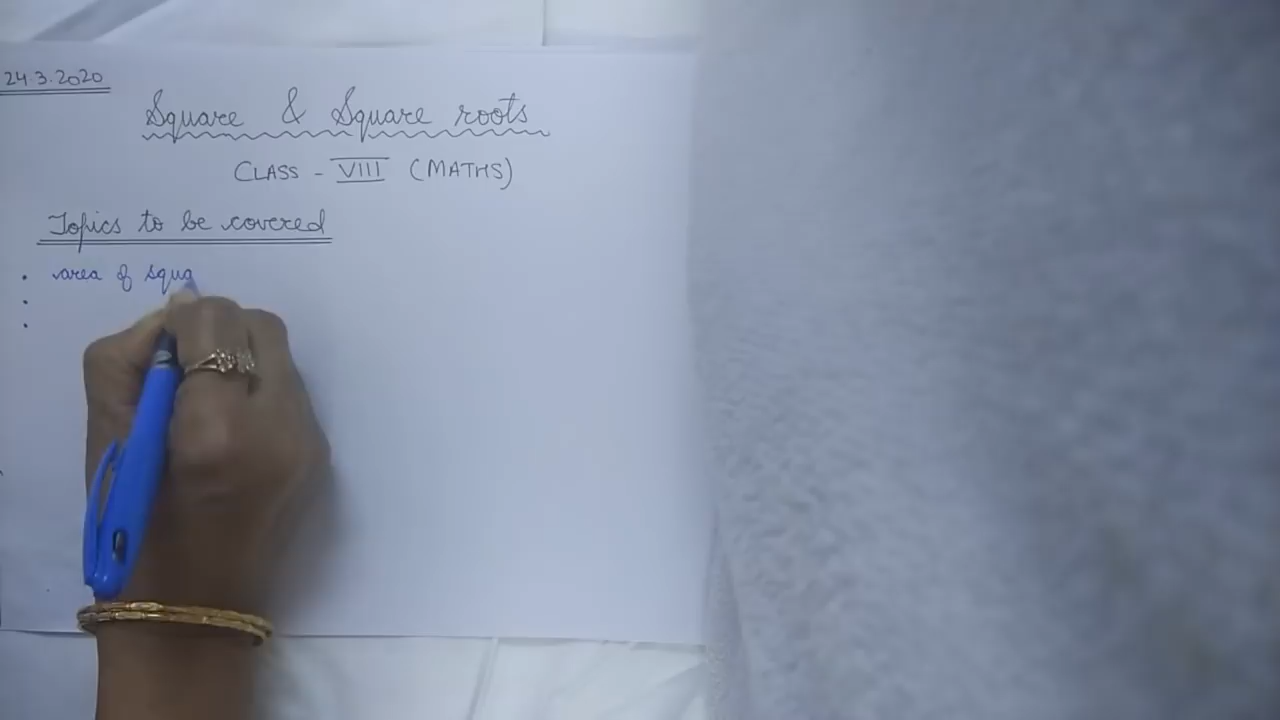 24.3.2020
Square & Square roots
CLASS - VIII (MATHS)
Topics to be covered
• area of squa
•
•